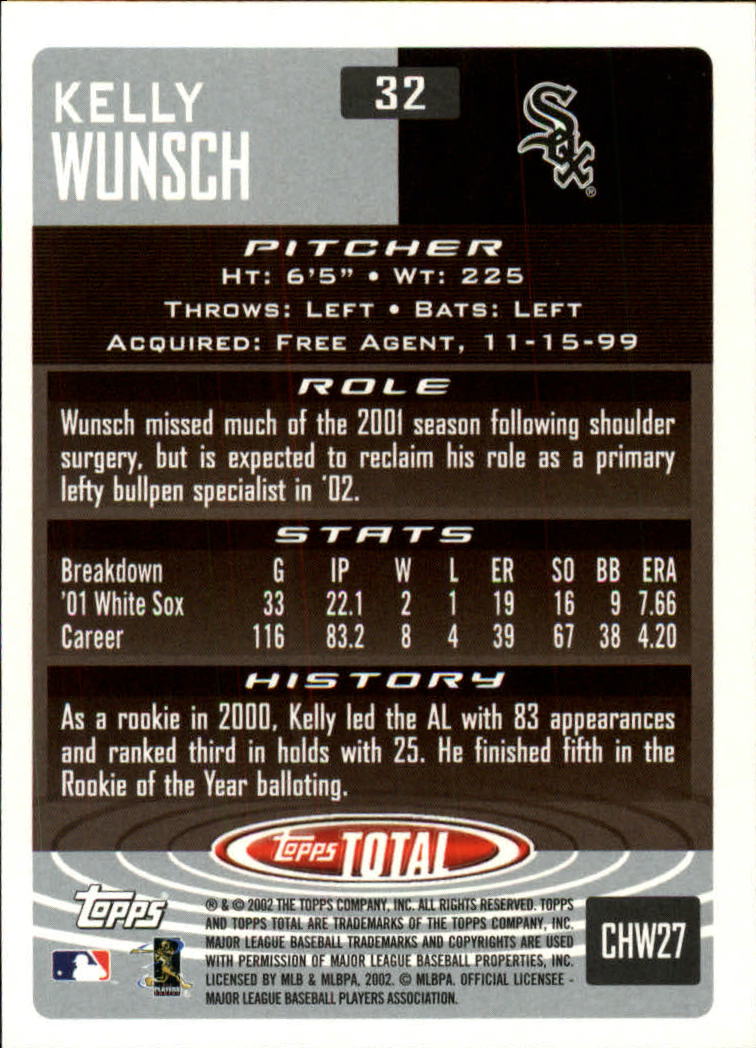 KELLY
WUNSCH
32
Sox
®
PITCHER
HT: 6'5" • WT: 225
THROWS: LEFT • BATS: LEFT
ACQUIRED: FREE AGENT, 11-15-99
ROLE
Wunsch missed much of the 2001 season following shoulder
surgery, but is expected to reclaim his role as a primary
lefty bullpen specialist in '02.
STATS
Breakdown G IP W L ER SO BB ERA
'01 White Sox 33 22.1 2 1 19 16 9 7.66
Career 116 83.2 8 4 39 67 38 4.20
HISTORY
As a rookie in 2000, Kelly led the AL with 83 appearances
and ranked third in holds with 25. He finished fifth in the
Rookie of the Year balloting.
Topps TOTAL
Topps
® & © 2002 THE TOPPS COMPANY, INC. ALL RIGHTS RESERVED. TOPPS
AND TOPPS TOTAL ARE TRADEMARKS OF THE TOPPS COMPANY, INC.
MAJOR LEAGUE BASEBALL TRADEMARKS AND COPYRIGHTS ARE USED
WITH PERMISSION OF MAJOR LEAGUE BASEBALL PROPERTIES, INC.
LICENSED BY MLB & MLBPA, 2002. © MLBPA. OFFICIAL LICENSEE -
MAJOR LEAGUE BASEBALL PLAYERS ASSOCIATION.
CHW27
PLAYERS